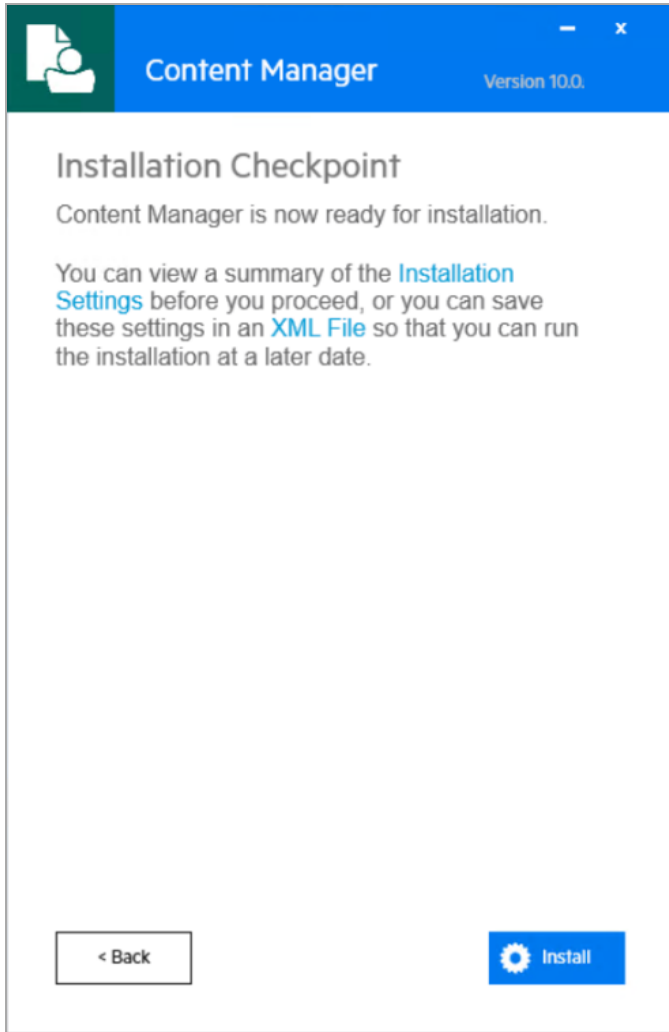 Content Manager
Version 10.0.
Installation Checkpoint
Content Manager is now ready for installation.
You can view a summary of the Installation
Settings before you proceed, or you can save
these settings in an XML File so that you can run
the installation at a later date.
< Back
Install